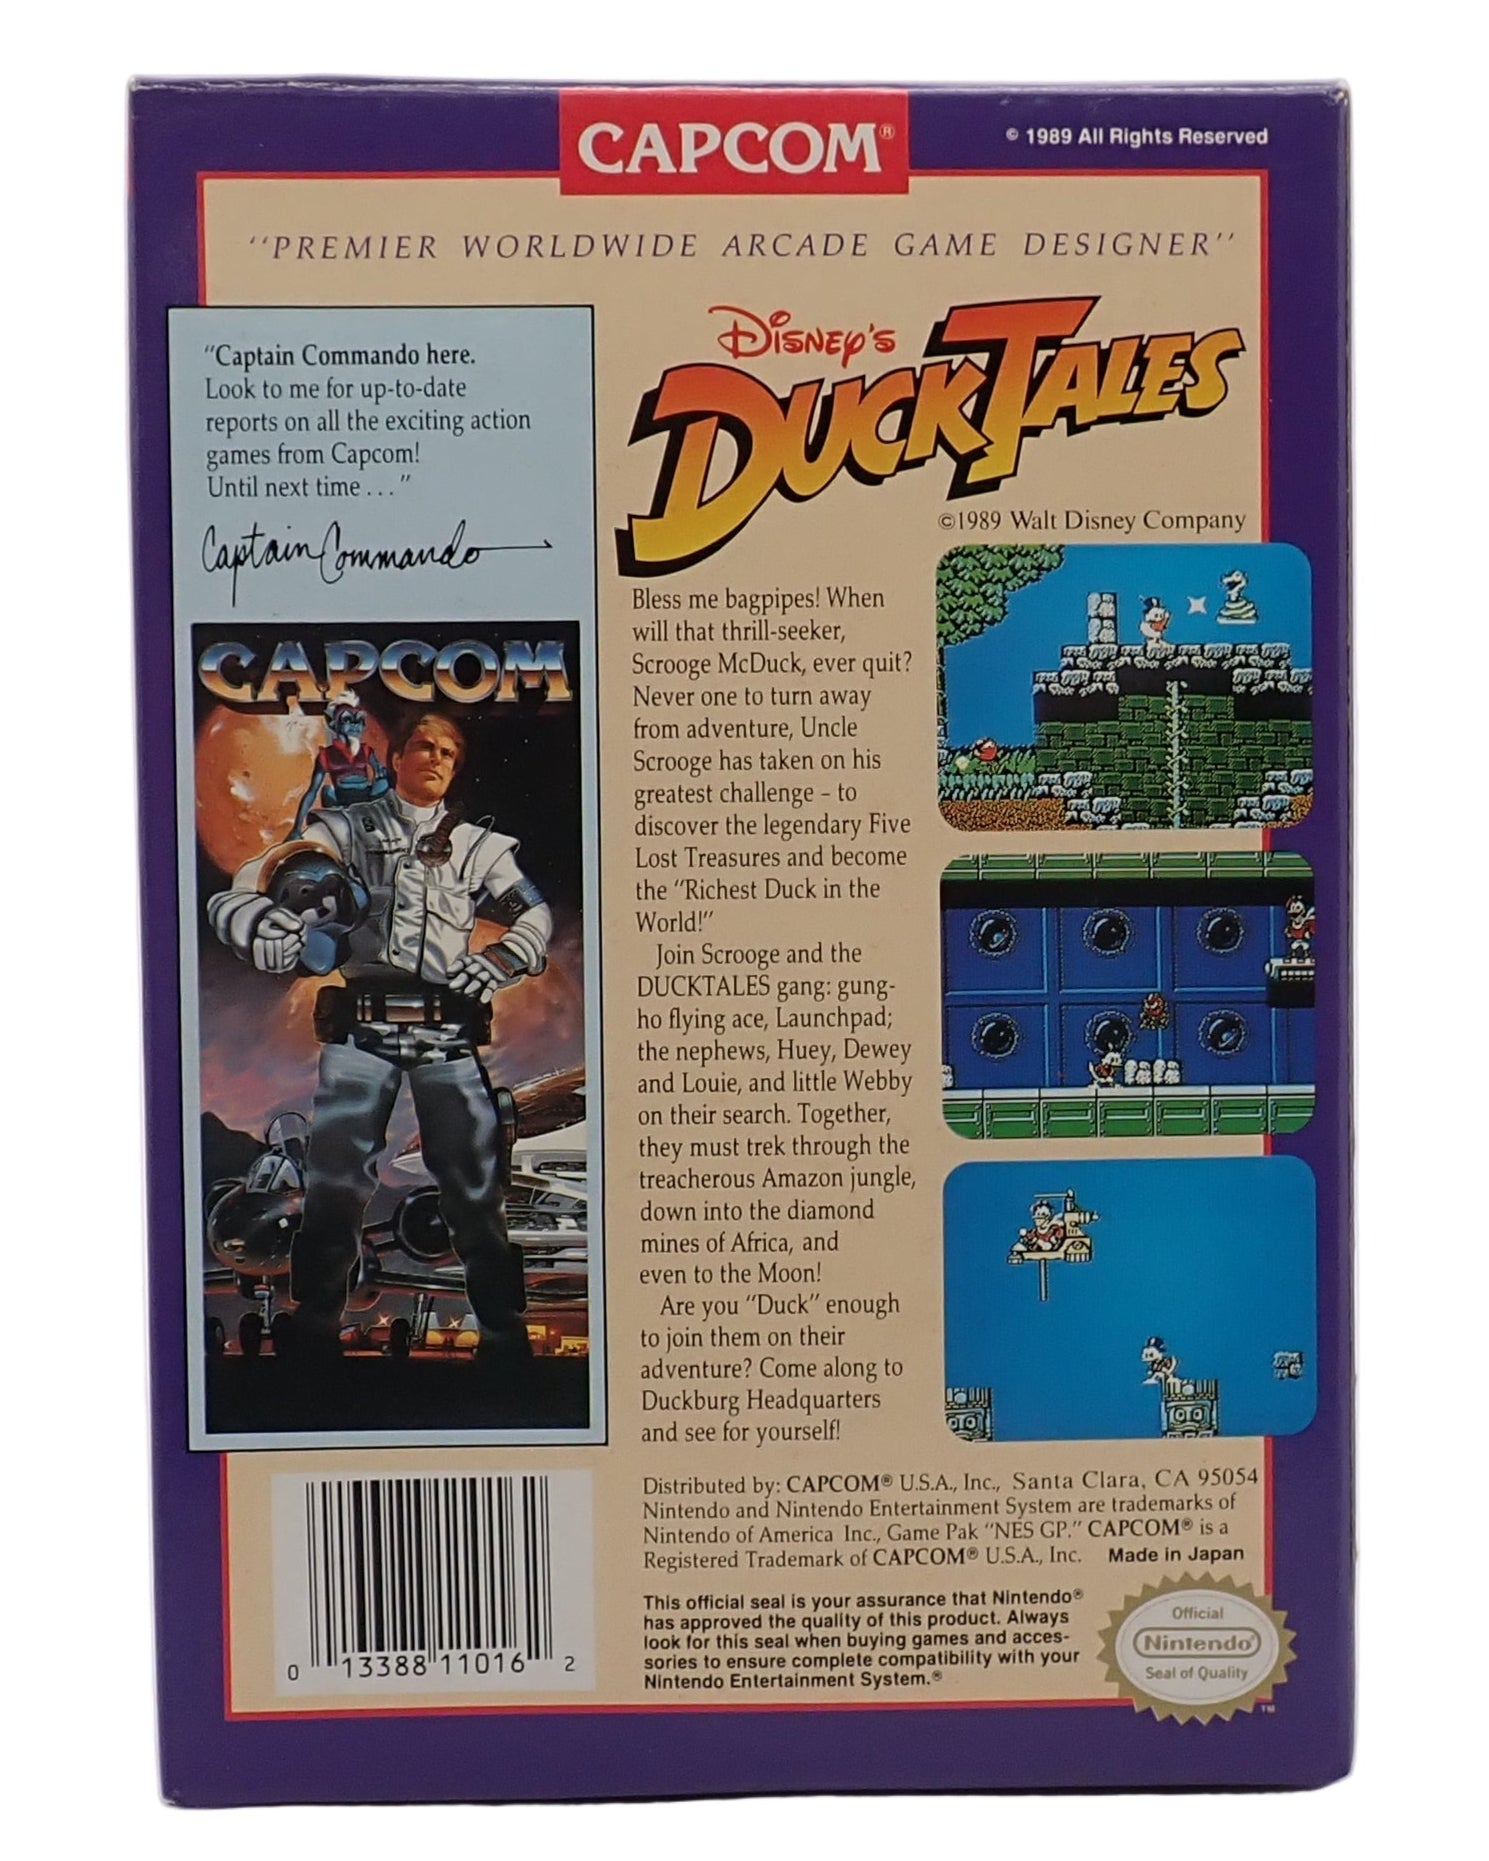 CAPCOM®
© 1989 All Rights Reserved
"PREMIER WORLDWIDE ARCADE GAME DESIGNER"
"Captain Commando here.
Look to me for up-to-date
reports on all the exciting action
games from Capcom!
Until next time . . . "
Captain Commando
CAPCOM
DISNEY'S
DUCKTALES
©1989 Walt Disney Company
Bless me bagpipes! When
will that thrill-seeker,
Scrooge McDuck, ever quit?
Never one to turn away
from adventure, Uncle
Scrooge has taken on his
greatest challenge – to
discover the legendary Five
Lost Treasures and become
the "Richest Duck in the
World!"
Join Scrooge and the
DUCKTALES gang: gung-
ho flying ace, Launchpad;
the nephews, Huey, Dewey
and Louie, and little Webby
on their search. Together,
they must trek through the
treacherous Amazon jungle,
down into the diamond
mines of Africa, and
even to the Moon!
Are you "Duck" enough
to join them on their
adventure? Come along to
Duckburg Headquarters
and see for yourself!
0 13388 11016 2
Distributed by: CAPCOM® U.S.A., Inc., Santa Clara, CA 95054
Nintendo and Nintendo Entertainment System are trademarks of
Nintendo of America Inc., Game Pak "NES GP." CAPCOM® is a
Registered Trademark of CAPCOM® U.S.A., Inc. Made in Japan
This official seal is your assurance that Nintendo®
has approved the quality of this product. Always
look for this seal when buying games and acces-
sories to ensure complete compatibility with your
Nintendo Entertainment System.®
Official
Nintendo®
Seal of Quality
TM